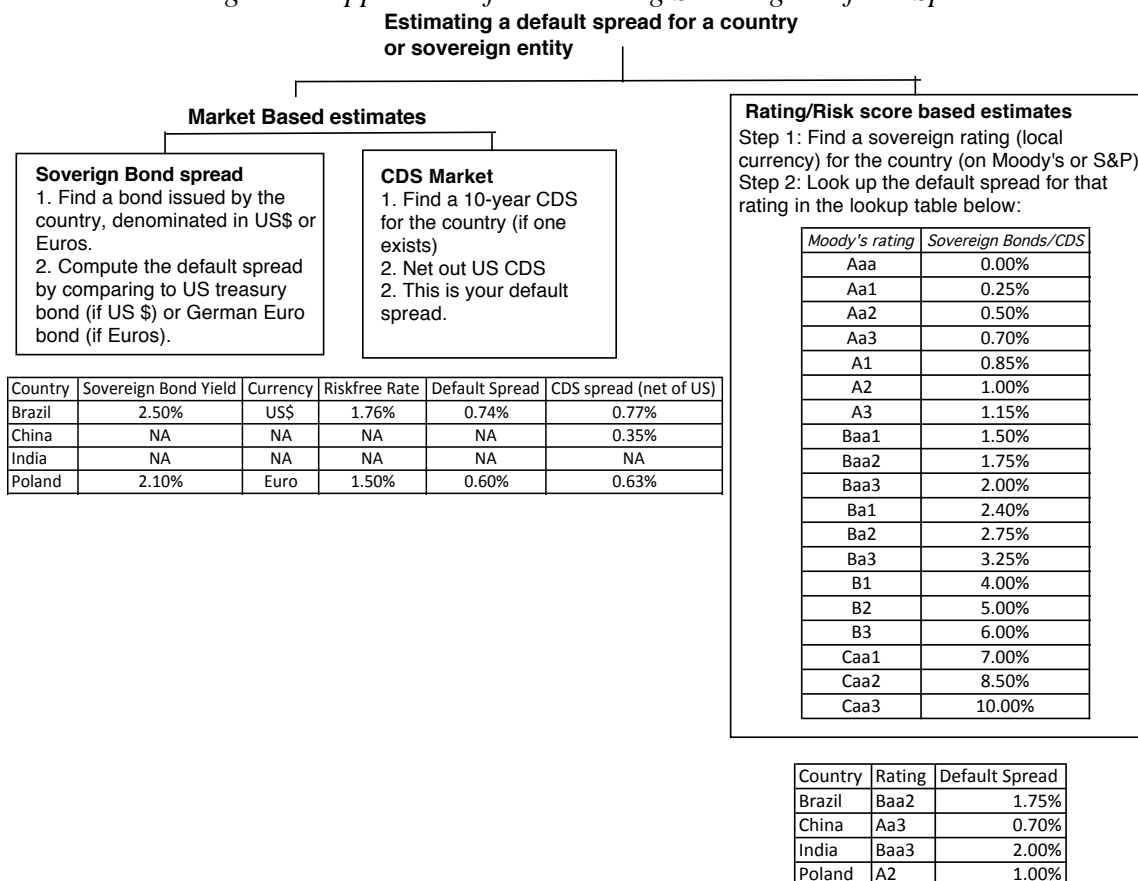 Estimating a default spread for a country
or sovereign entity
Market Based estimates
Soverign Bond spread
1. Find a bond issued by the
country, denominated in US$ or
Euros.
2. Compute the default spread
by comparing to US treasury
bond (if US $) or German Euro
bond (if Euros).
CDS Market
1. Find a 10-year CDS
for the country (if one
exists)
2. Net out US CDS
2. This is your default
spread.
Country Sovereign Bond Yield Currency Riskfree Rate Default Spread CDS spread (net of US)
Brazil 2.50% US$ 1.76% 0.74% 0.77%
China NA NA NA NA 0.35%
India NA NA NA NA NA
Poland 2.10% Euro 1.50% 0.60% 0.63%
Rating/Risk score based estimates
Step 1: Find a sovereign rating (local
currency) for the country (on Moody's or S&P)
Step 2: Look up the default spread for that
rating in the lookup table below:
Moody's rating Sovereign Bonds/CDS
Aaa 0.00%
Aa1 0.25%
Aa2 0.50%
Aa3 0.70%
A1 0.85%
A2 1.00%
A3 1.15%
Baa1 1.50%
Baa2 1.75%
Baa3 2.00%
Ba1 2.40%
Ba2 2.75%
Ba3 3.25%
B1 4.00%
B2 5.00%
B3 6.00%
Caa1 7.00%
Caa2 8.50%
Caa3 10.00%
Country Rating Default Spread
Brazil Baa2 1.75%
China Aa3 0.70%
India Baa3 2.00%
Poland A2 1.00%